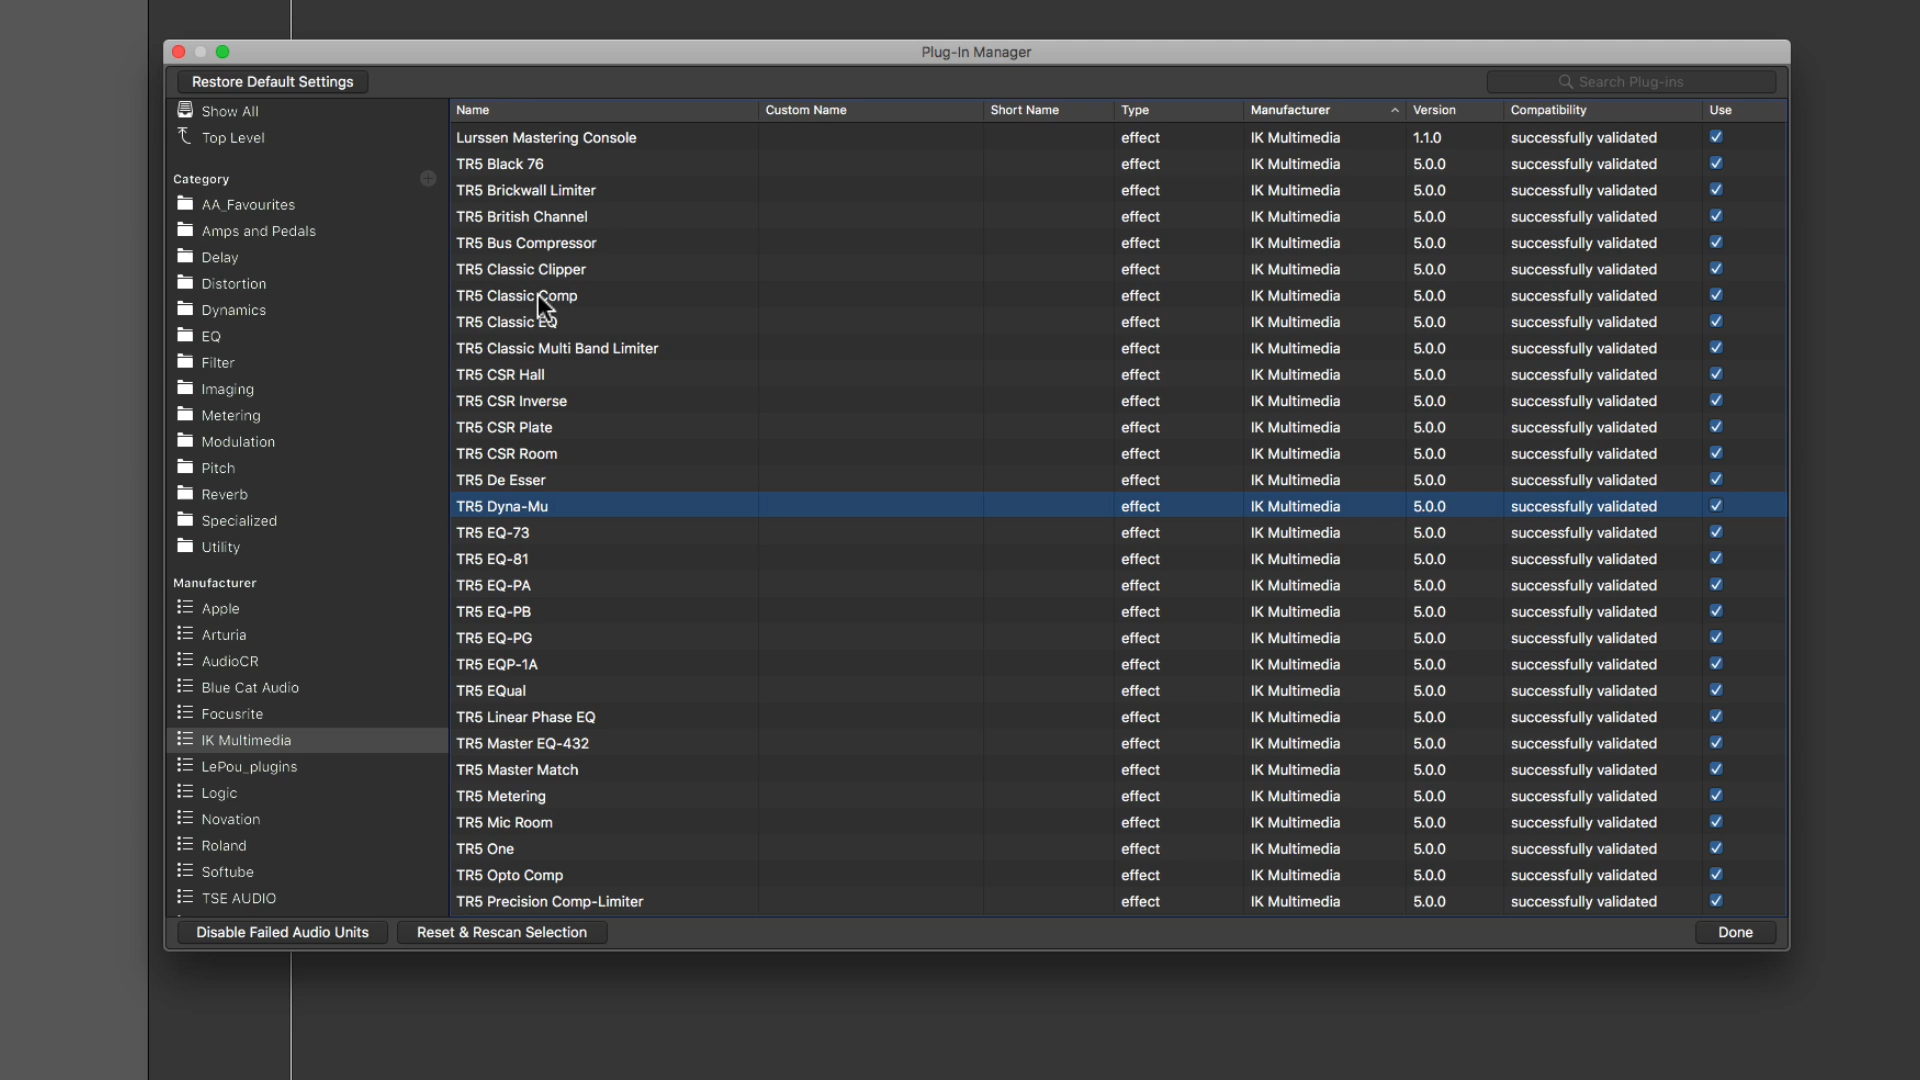 Plug-In Manager
Restore Default Settings
Search Plug-ins
Show All
Top Level
Category
AA_Favourites
Amps and Pedals
Delay
Distortion
Dynamics
EQ
Filter
Imaging
Metering
Modulation
Pitch
Reverb
Specialized
Utility
Manufacturer
Apple
Arturia
AudioCR
Blue Cat Audio
Focusrite
IK Multimedia
LePou_plugins
Logic
Novation
Roland
Softube
TSE AUDIO
Name Custom Name Short Name Type Manufacturer Version Compatibility Use
Lurssen Mastering Console effect IK Multimedia 1.1.0 successfully validated
TR5 Black 76 effect IK Multimedia 5.0.0 successfully validated
TR5 Brickwall Limiter effect IK Multimedia 5.0.0 successfully validated
TR5 British Channel effect IK Multimedia 5.0.0 successfully validated
TR5 Bus Compressor effect IK Multimedia 5.0.0 successfully validated
TR5 Classic Clipper effect IK Multimedia 5.0.0 successfully validated
TR5 Classic Comp effect IK Multimedia 5.0.0 successfully validated
TR5 Classic EQ effect IK Multimedia 5.0.0 successfully validated
TR5 Classic Multi Band Limiter effect IK Multimedia 5.0.0 successfully validated
TR5 CSR Hall effect IK Multimedia 5.0.0 successfully validated
TR5 CSR Inverse effect IK Multimedia 5.0.0 successfully validated
TR5 CSR Plate effect IK Multimedia 5.0.0 successfully validated
TR5 CSR Room effect IK Multimedia 5.0.0 successfully validated
TR5 De Esser effect IK Multimedia 5.0.0 successfully validated
TR5 Dyna-Mu effect IK Multimedia 5.0.0 successfully validated
TR5 EQ-73 effect IK Multimedia 5.0.0 successfully validated
TR5 EQ-81 effect IK Multimedia 5.0.0 successfully validated
TR5 EQ-PA effect IK Multimedia 5.0.0 successfully validated
TR5 EQ-PB effect IK Multimedia 5.0.0 successfully validated
TR5 EQ-PG effect IK Multimedia 5.0.0 successfully validated
TR5 EQP-1A effect IK Multimedia 5.0.0 successfully validated
TR5 EQual effect IK Multimedia 5.0.0 successfully validated
TR5 Linear Phase EQ effect IK Multimedia 5.0.0 successfully validated
TR5 Master EQ-432 effect IK Multimedia 5.0.0 successfully validated
TR5 Master Match effect IK Multimedia 5.0.0 successfully validated
TR5 Metering effect IK Multimedia 5.0.0 successfully validated
TR5 Mic Room effect IK Multimedia 5.0.0 successfully validated
TR5 One effect IK Multimedia 5.0.0 successfully validated
TR5 Opto Comp effect IK Multimedia 5.0.0 successfully validated
TR5 Precision Comp-Limiter effect IK Multimedia 5.0.0 successfully validated
Disable Failed Audio Units
Reset & Rescan Selection
Done